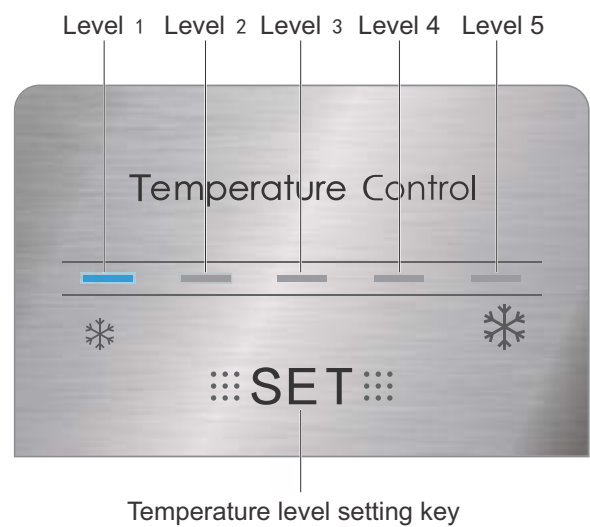 Level 1 Level 2 Level 3 Level 4 Level 5
Temperature Control
SET
Temperature level setting key